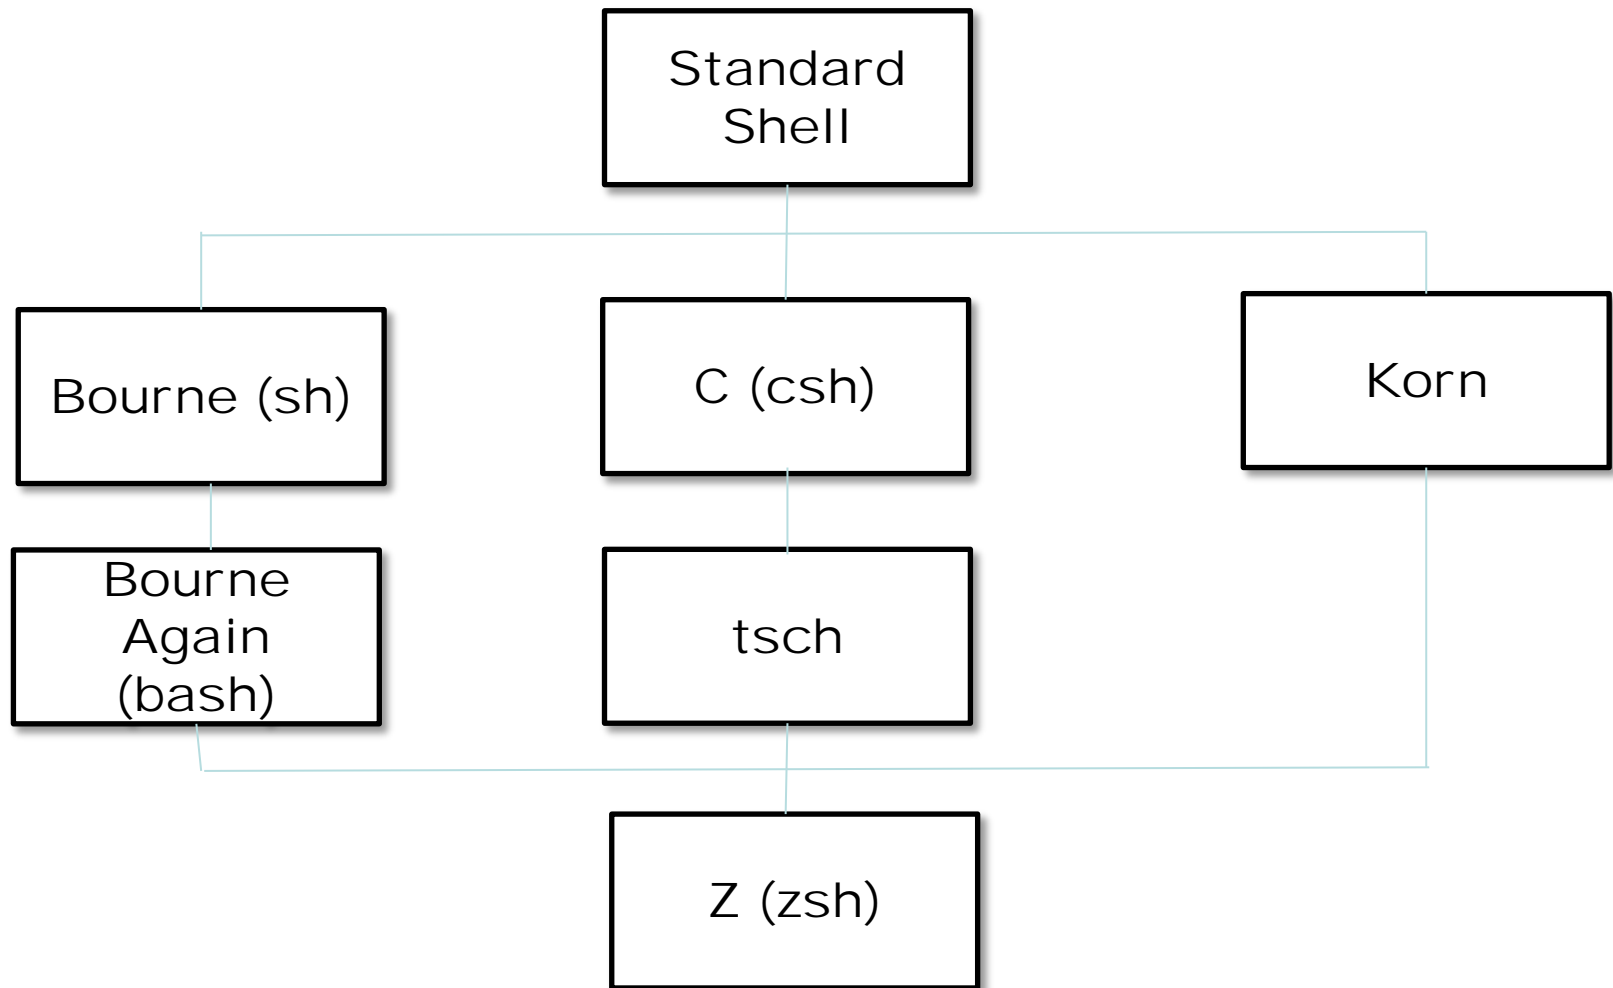 Standard
Shell
Bourne (sh)
C (csh)
Korn
Bourne
Again
(bash)
tsch
Z (zsh)